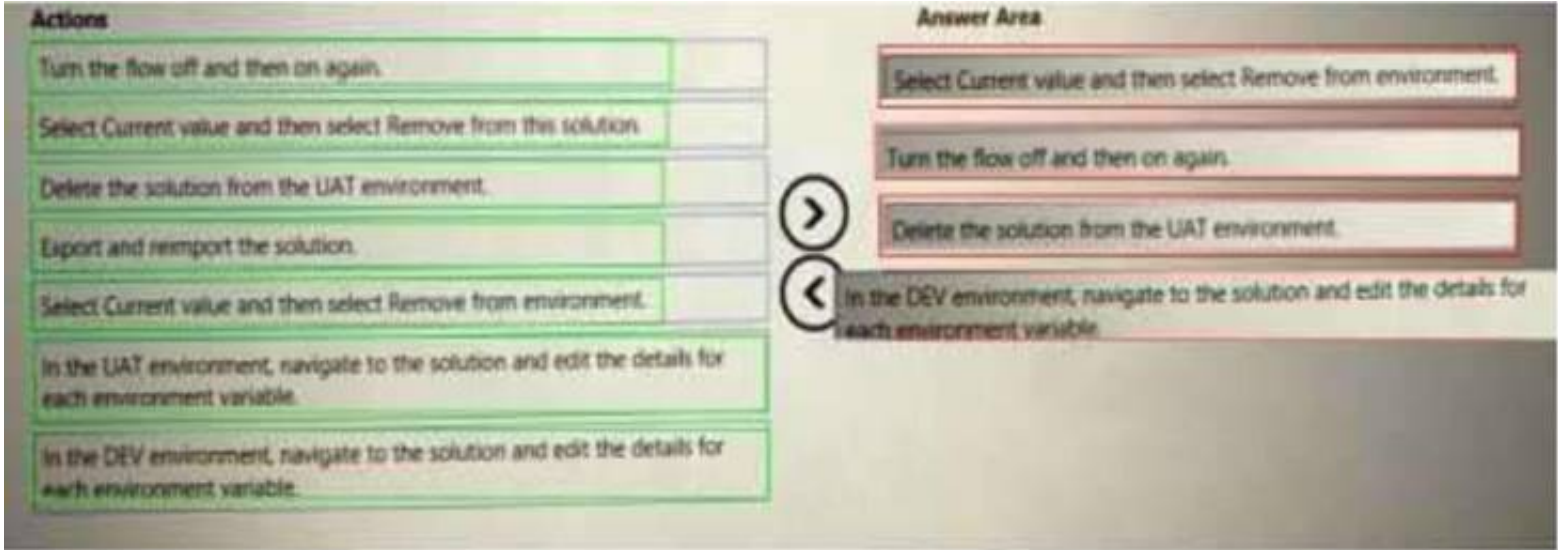 Actions
Turn the flow off and then on again.
Select Current value and then select Remove from this solution.
Delete the solution from the UAT environment.
Export and reimport the solution.
Select Current value and then select Remove from environment.
In the UAT environment, navigate to the solution and edit the details for
each environment variable.
In the DEV environment, navigate to the solution and edit the details for
each environment variable.
Answer Area
Select Current value and then select Remove from environment.
Turn the flow off and then on again.
Delete the solution from the UAT environment.
In the DEV environment, navigate to the solution and edit the details for
each environment variable.